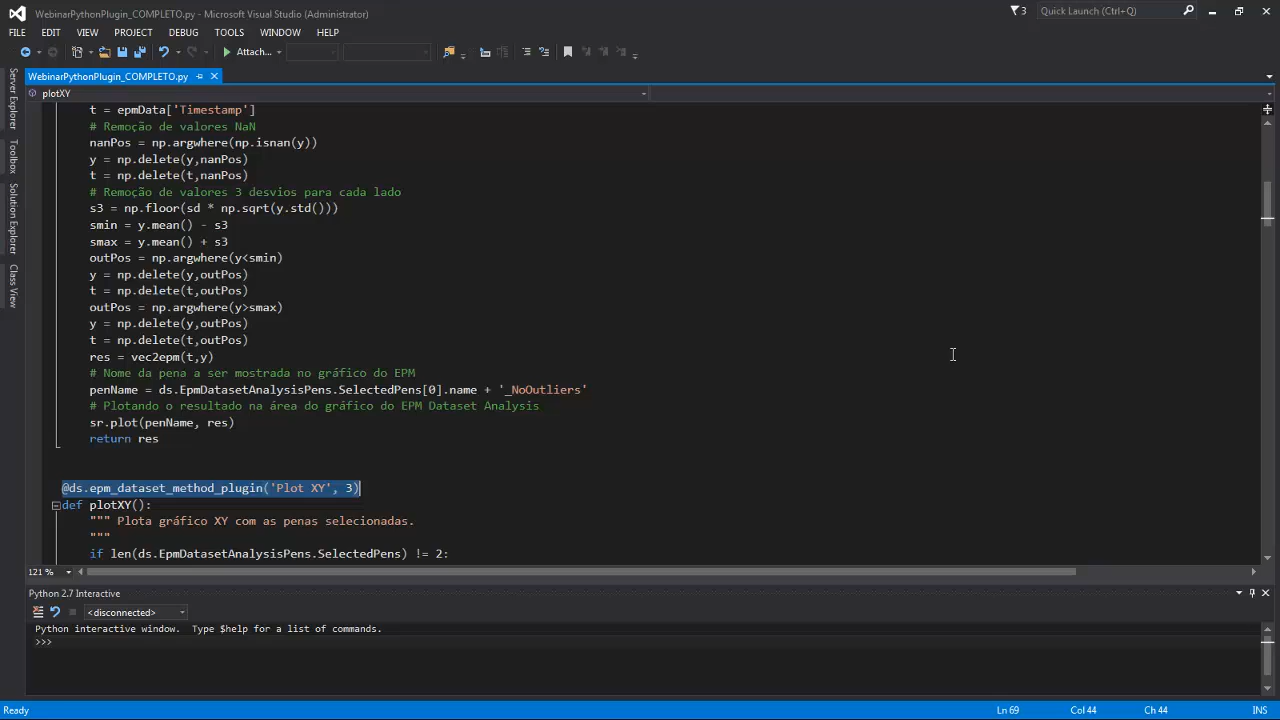 WebinarPythonPlugin_COMPLETO.py - Microsoft Visual Studio (Administrator)
3
Quick Launch (Ctrl+Q)
FILE EDIT VIEW PROJECT DEBUG TOOLS WINDOW HELP
Attach...
WebinarPythonPlugin_COMPLETO.py
plotXY
Server Explorer
Toolbox
Solution Explorer
Class View
t = epmData['Timestamp']
# Remoção de valores NaN
nanPos = np.argwhere(np.isnan(y))
y = np.delete(y,nanPos)
t = np.delete(t,nanPos)
# Remoção de valores 3 desvios para cada lado
s3 = np.floor(sd * np.sqrt(y.std()))
smin = y.mean() - s3
smax = y.mean() + s3
outPos = np.argwhere(y<smin)
y = np.delete(y,outPos)
t = np.delete(t,outPos)
outPos = np.argwhere(y>smax)
y = np.delete(y,outPos)
t = np.delete(t,outPos)
res = vec2epm(t,y)
# Nome da pena a ser mostrada no gráfico do EPM
penName = ds.EpmDatasetAnalysisPens.SelectedPens[0].name + '_NoOutliers'
# Plotando o resultado na área do gráfico do EPM Dataset Analysis
sr.plot(penName, res)
return res
@ds.epm_dataset_method_plugin('Plot XY', 3)
def plotXY():
""" Plota gráfico XY com as penas selecionadas.
"""
if len(ds.EpmDatasetAnalysisPens.SelectedPens) != 2:
121 %
Python 2.7 Interactive
<disconnected>
Python interactive window. Type $help for a list of commands.
>>>
Ready Ln 69 Col 44 Ch 44 INS